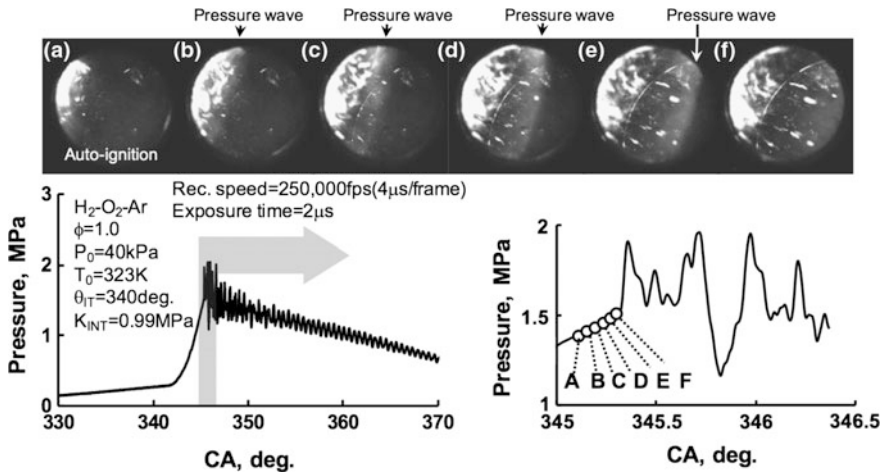 Pressure wave Pressure wave Pressure wave Pressure wave
(a) (b) (c) (d) (e) (f)
Auto-ignition
Rec. speed=250,000fps(4μs/frame)
Exposure time=2μs
H₂-O₂-Ar
ϕ=1.0
P₀=40kPa
T₀=323K
θ_IT=340deg.
K_INT=0.99MPa
Pressure, MPa
3
2
1
0
330 340 350 360 370
CA, deg.
Pressure, MPa
2
1.5
1
A B C D E F
345 345.5 346 346.5
CA, deg.